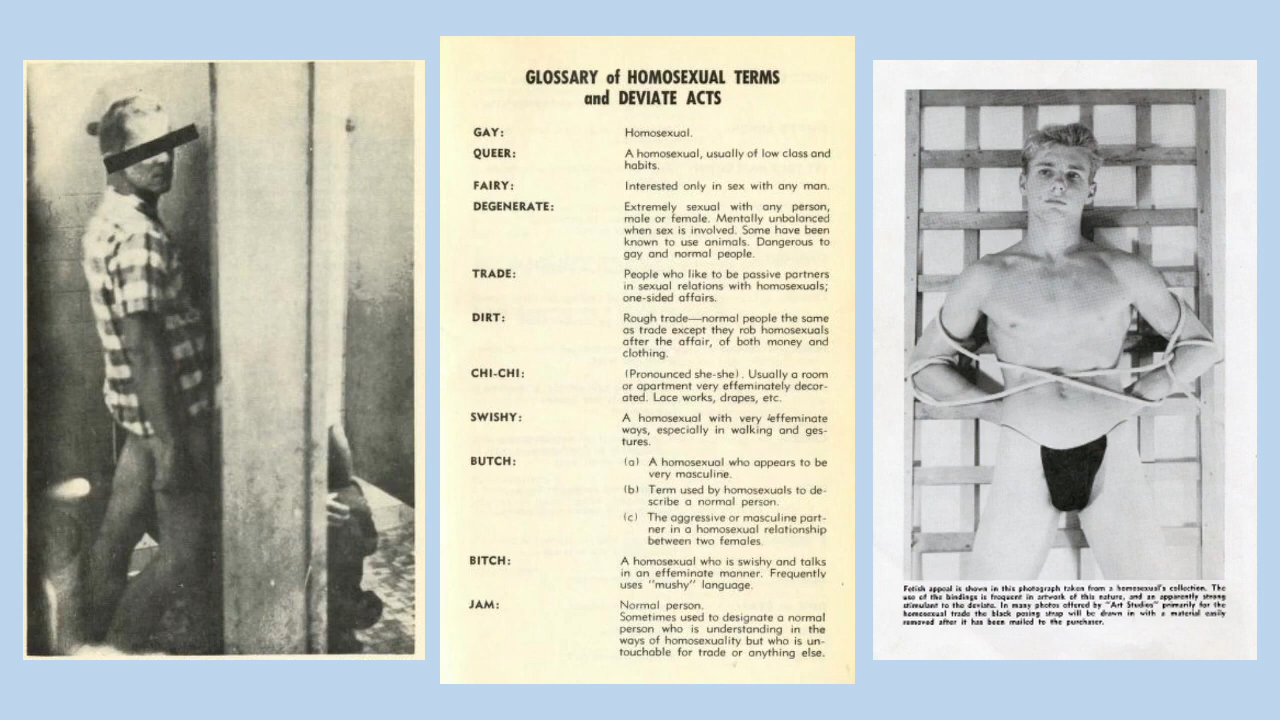 GLOSSARY of HOMOSEXUAL TERMS
and DEVIATE ACTS
GAY: Homosexual.
QUEER: A homosexual, usually of low class and
habits.
FAIRY: Interested only in sex with any man.
DEGENERATE: Extremely sexual with any person,
male or female. Mentally unbalanced
when sex is involved. Some have been
known to use animals. Dangerous to
gay and normal people.
TRADE: People who like to be passive partners
in sexual relations with homosexuals;
one-sided affairs.
DIRT: Rough trade—normal people the same
as trade except they rob homosexuals
after the affair, of both money and
clothing.
CHI-CHI: (Pronounced she-she). Usually a room
or apartment very effeminately decor-
ated. Lace works, drapes, etc.
SWISHY: A homosexual with very effeminate
ways, especially in walking and ges-
tures.
BUTCH: (a) A homosexual who appears to be
very masculine.
(b) Term used by homosexuals to de-
scribe a normal person.
(c) The aggressive or masculine part-
ner in a homosexual relationship
between two females.
BITCH: A homosexual who is swishy and talks
in an effeminate manner. Frequently
uses "mushy" language.
JAM: Normal person.
Sometimes used to designate a normal
person who is understanding in the
ways of homosexuality but who is un-
touchable for trade or anything else.
Fetish appeal is shown in this photograph taken from a homosexual's collection. The
use of the bindings is frequent in artwork of this nature, and an apparently strong
stimulant to the deviate. In many photos offered by "Art Studios" primarily for the
homosexual trade the black posing strap will be drawn in with a material easily
removed after it has been mailed to the purchaser.